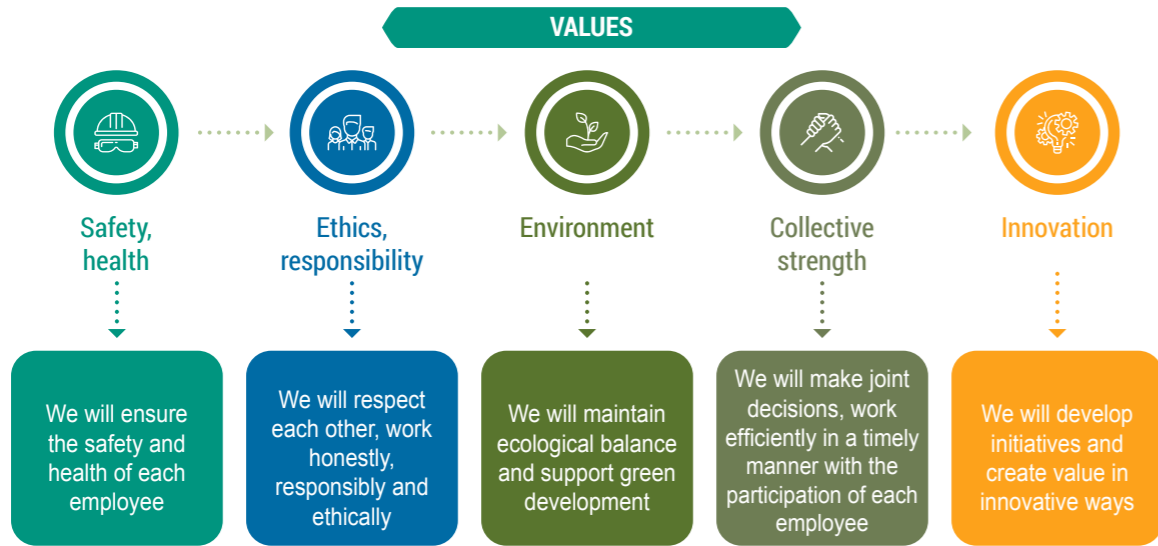 VALUES
Safety,
health
Ethics,
responsibility
Environment
Collective
strength
Innovation
We will ensure
the safety and
health of each
employee
We will respect
each other, work
honestly,
responsibly and
ethically
We will maintain
ecological balance
and support green
development
We will make joint
decisions, work
efficiently in a timely
manner with the
participation of each
employee
We will develop
initiatives and
create value in
innovative ways